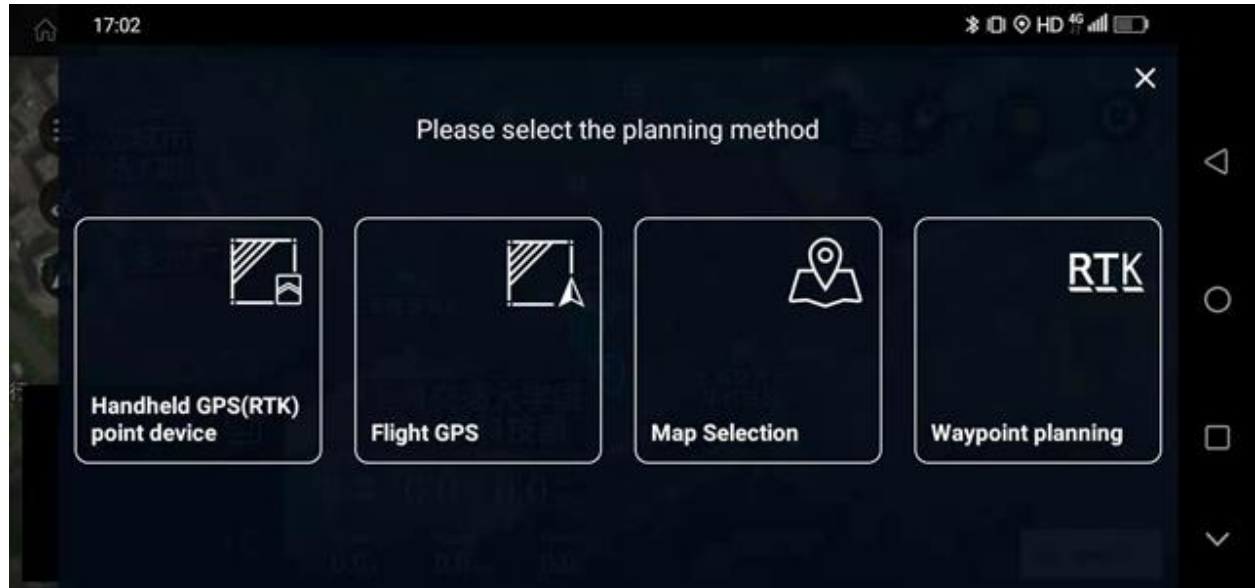 17:02
HD 4G
Please select the planning method
RTK
Handheld GPS(RTK)
point device
Flight GPS
Map Selection
Waypoint planning